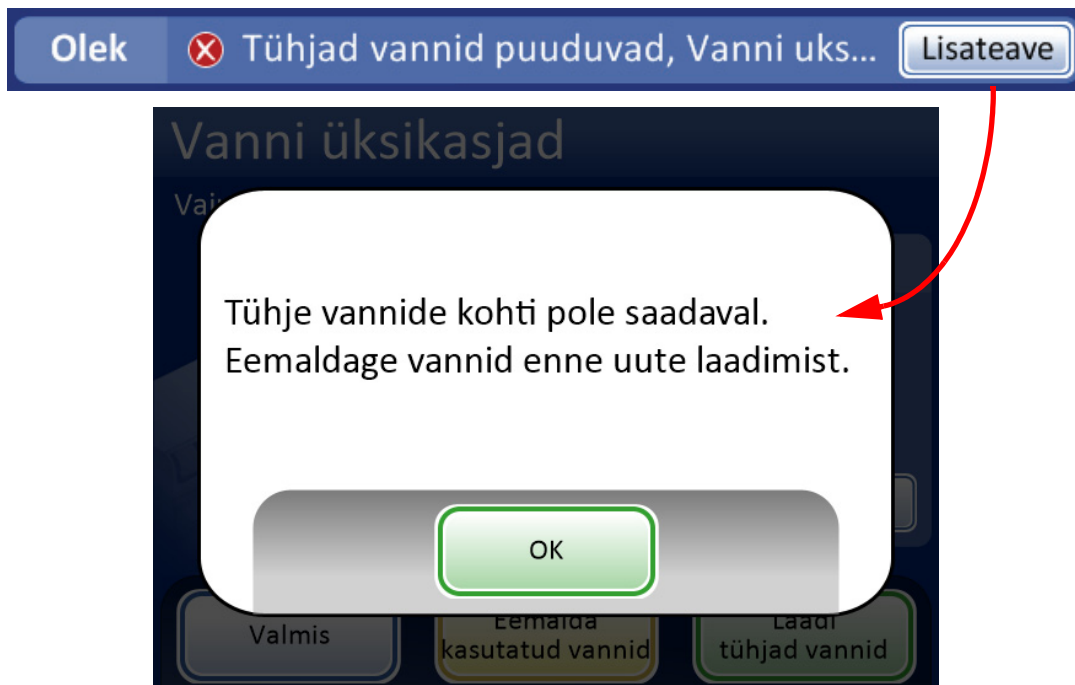 Olek
Tühjad vannid puuduvad, Vanni uks...
Lisateave
Vanni üksikasjad
Tühje vannide kohti pole saadaval.
Eemaldage vannid enne uute laadimist.
OK
Valmis
Eemalda
kasutatud vannid
Laadi
tühjad vannid